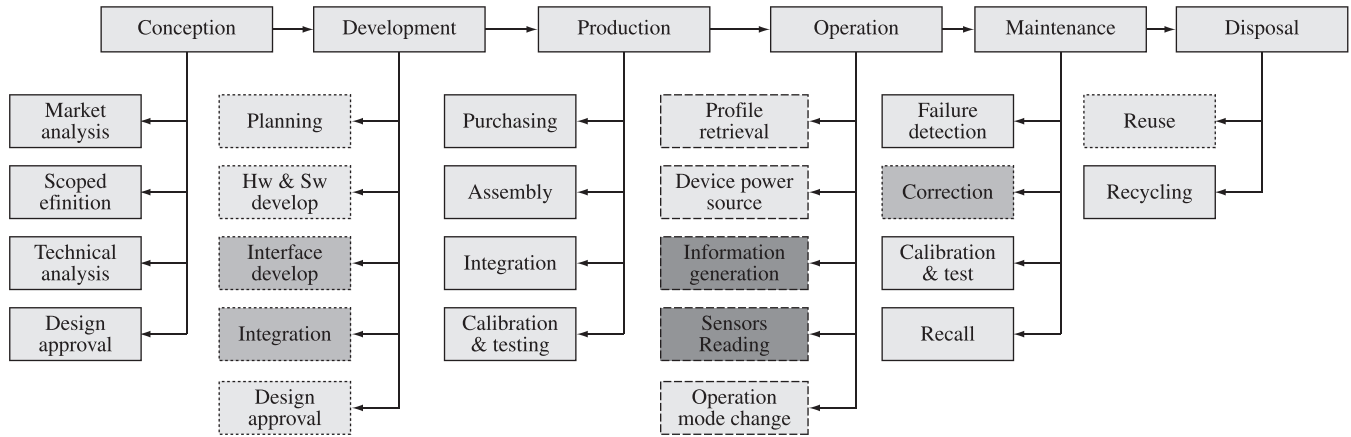 Conception
Development
Production
Operation
Maintenance
Disposal
Market
analysis
Scoped
efinition
Technical
analysis
Design
approval
Planning
Hw & Sw
develop
Interface
develop
Integration
Design
approval
Purchasing
Assembly
Integration
Calibration
& testing
Profile
retrieval
Device power
source
Information
generation
Sensors
Reading
Operation
mode change
Failure
detection
Correction
Calibration
& test
Recall
Reuse
Recycling